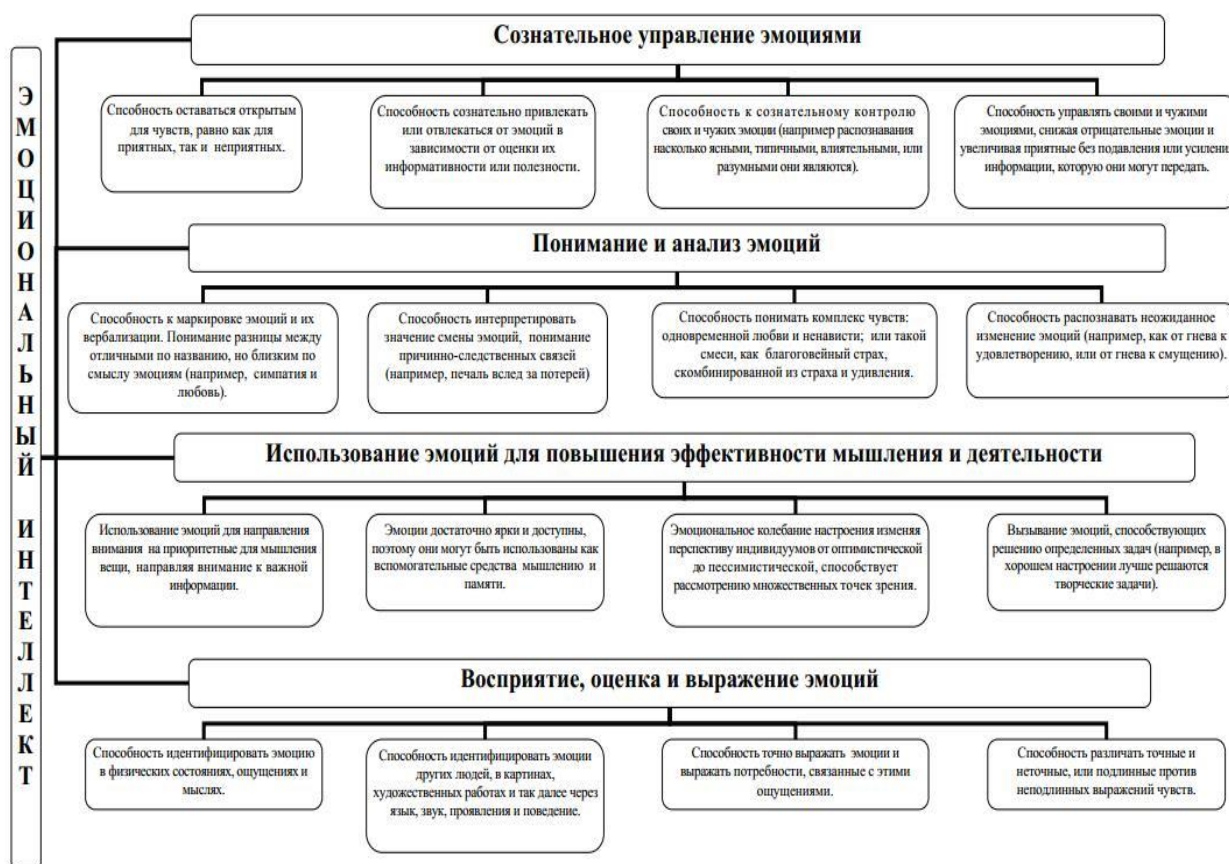 ЭМОЦИОНАЛЬНЫЙ ИНТЕЛЛЕКТ
Сознательное управление эмоциями
Спсобность оставаться открытым
для чувств, равно как для
приятных, так и неприятных.
Способность сознательно привлекать
или отвлекаться от эмоций в
зависимости от оценки их
информативности или полезности.
Способность к сознательному контролю
своих и чужих эмоции (например распознавания
насколько ясными, типичными, влиятельными, или
разумными они являются).
Способность управлять своими и чужими
эмоциями, снижая отрицательные эмоции и
увеличивая приятные без подавления или усилени
информации, которую они могут передать.
Понимание и анализ эмоций
Способность к маркировке эмоций и их
вербализации. Понимание разницы между
отличными по названию, но близким по
смыслу эмоциям (например, симпатия и
любовь).
Способность интерпретировать
значение смены эмоций, понимание
причинно-следственных связей
(например, печаль вслед за потерей)
Способность понимать комплекс чувств:
одновременной любви и ненависти; или такой
смеси, как благоговейный страх,
скомбинированной из страха и удивления.
Способность распознавать неожиданное
изменение эмоций (например, как от гнева к
удовлетворению, или от гнева к смущению).
Использование эмоций для повышения эффективности мышления и деятельности
Использование эмоций для направления
внимания на приоритетные для мышления
вещи, направляя внимание к важной
информации.
Эмоции достаточно ярки и доступны,
поэтому они могут быть использованы как
вспомогательные средства мышлению и
памяти.
Эмоциональное колебание настроения изменяя
перспективу индивидуумов от оптимистической
до пессимистической, способствует
рассмотрению множественных точек зрения.
Вызывание эмоций, способствующих
решению определенных задач (например, в
хорошем настроении лучше решаются
творческие задачи).
Восприятие, оценка и выражение эмоций
Способность идентифицировать эмоцию
в физических состояниях, ощущениях и
мыслях.
Способность идентифицировать эмоции
других людей, в картинах,
художественных работах и так далее через
язык, звук, проявления и поведение.
Способность точно выражать эмоции и
выражать потребности, связанные с этими
ощущениями.
Способность различать точные и
неточные, или подлинные против
неподлинных выражений чувств.